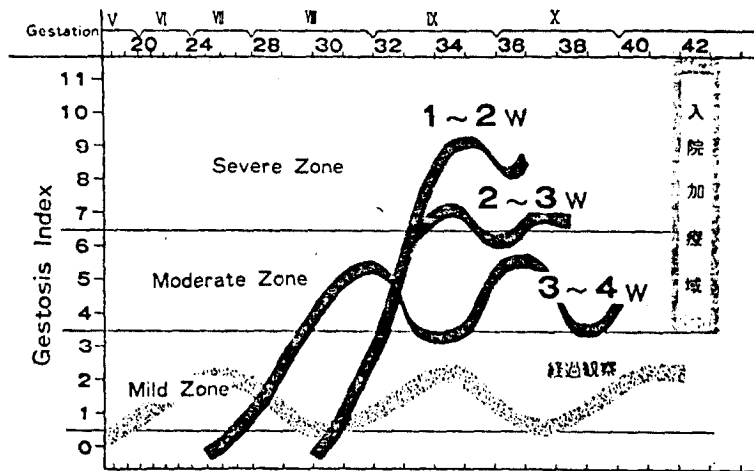 V VI VII VIII IX X
Gestation 20 24 28 30 32 34 36 38 40 42
Gestosis Index
11
10
9
8
7
6
5
4
3
2
1
0
1~2 W
Severe Zone
2~3 W
Moderate Zone
3~4 W
Mild Zone
経過観察
入院加療域